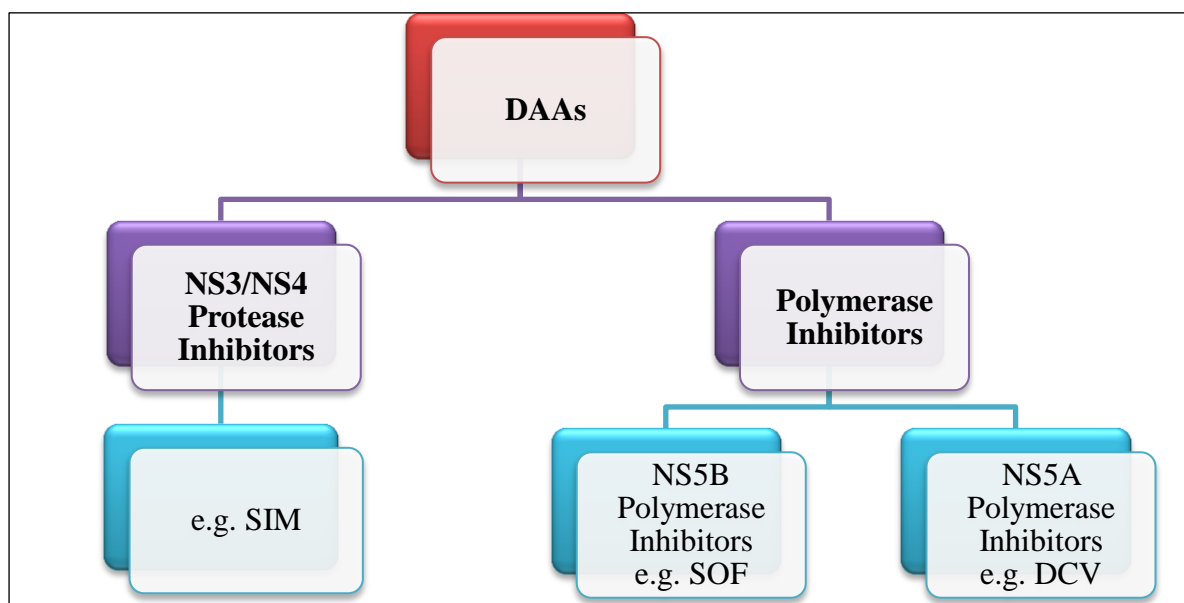 DAAs
NS3/NS4
Protease
Inhibitors
Polymerase
Inhibitors
e.g. SIM
NS5B
Polymerase
Inhibitors
e.g. SOF
NS5A
Polymerase
Inhibitors
e.g. DCV